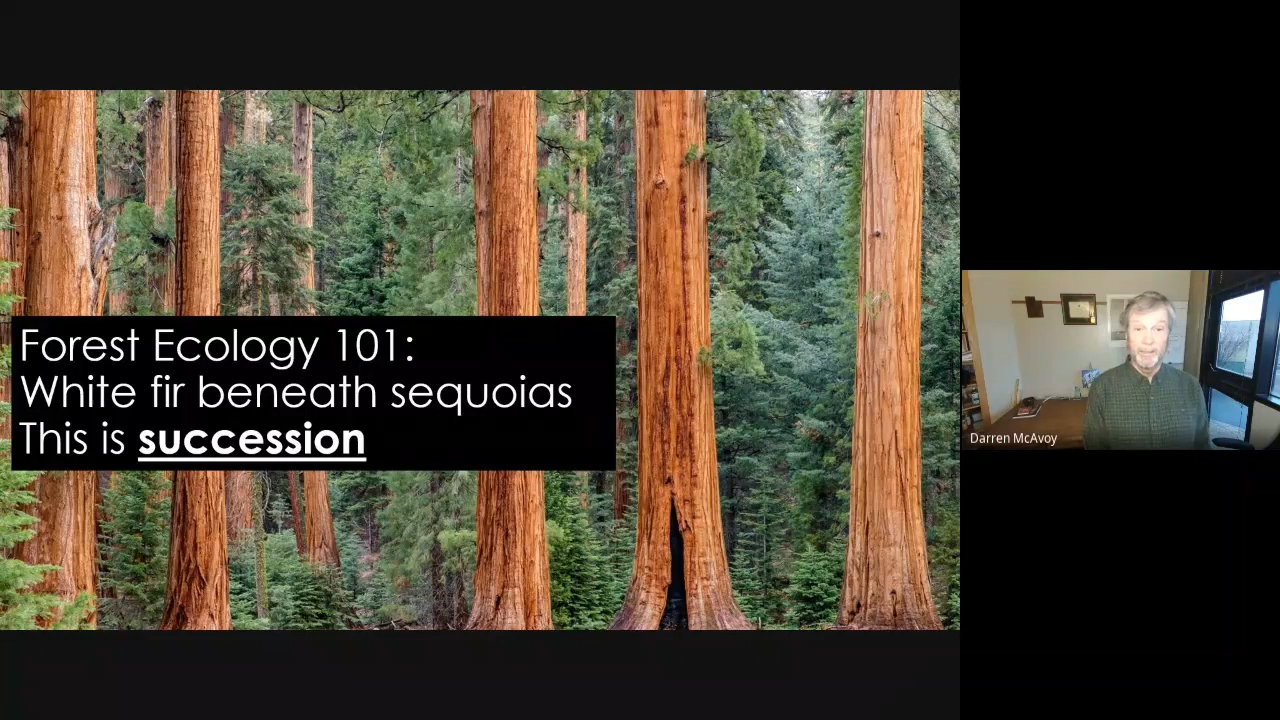 Forest Ecology 101:
White fir beneath sequoias
This is succession
Darren McAvoy